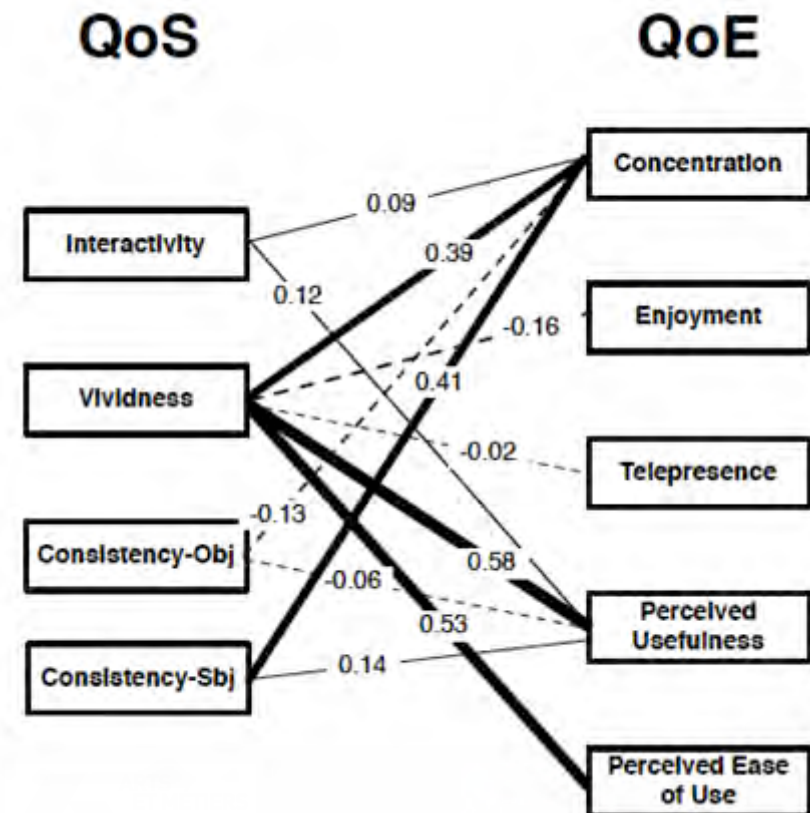 QoS
QoE
Concentration
0.09
Interactivity
0.39
0.12
Enjoyment
-0.16
Vividness
0.41
-0.02
Telepresence
-0.13
Consistency-Obj
0.58
-0.06
Perceived
Usefulness
0.53
Consistency-Sbj
0.14
Perceived Ease
of Use